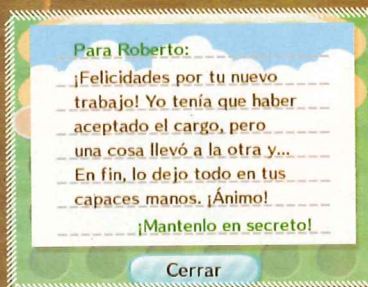 Para Roberto:
¡Felicidades por tu nuevo
trabajo! Yo tenía que haber
aceptado el cargo, pero
una cosa llevó a la otra y...
En fin, lo dejo todo en tus
capaces manos. ¡Ánimo!
¡Mantenlo en secreto!
Cerrar